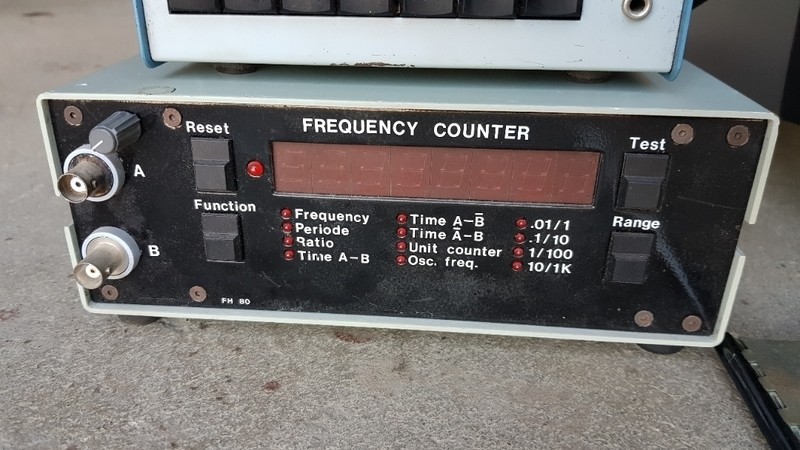 FREQUENCY COUNTER
Reset
Test
A
Function
Range
Frequency
Periode
Ratio
Time A-B
Time A-B̅
Time A̅-B
Unit counter
Osc. freq.
.01/1
.1/10
1/100
10/1K
B
FH 80